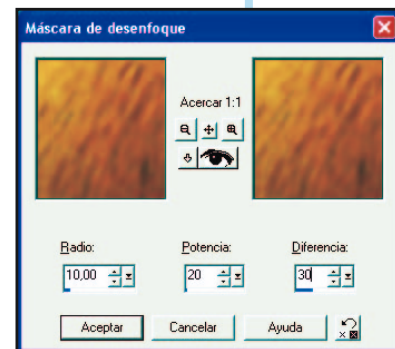 Máscara de desenfoque
Acercar 1:1
Radio: Potencia: Diferencia:
10,00 20 30
Aceptar Cancelar Ayuda